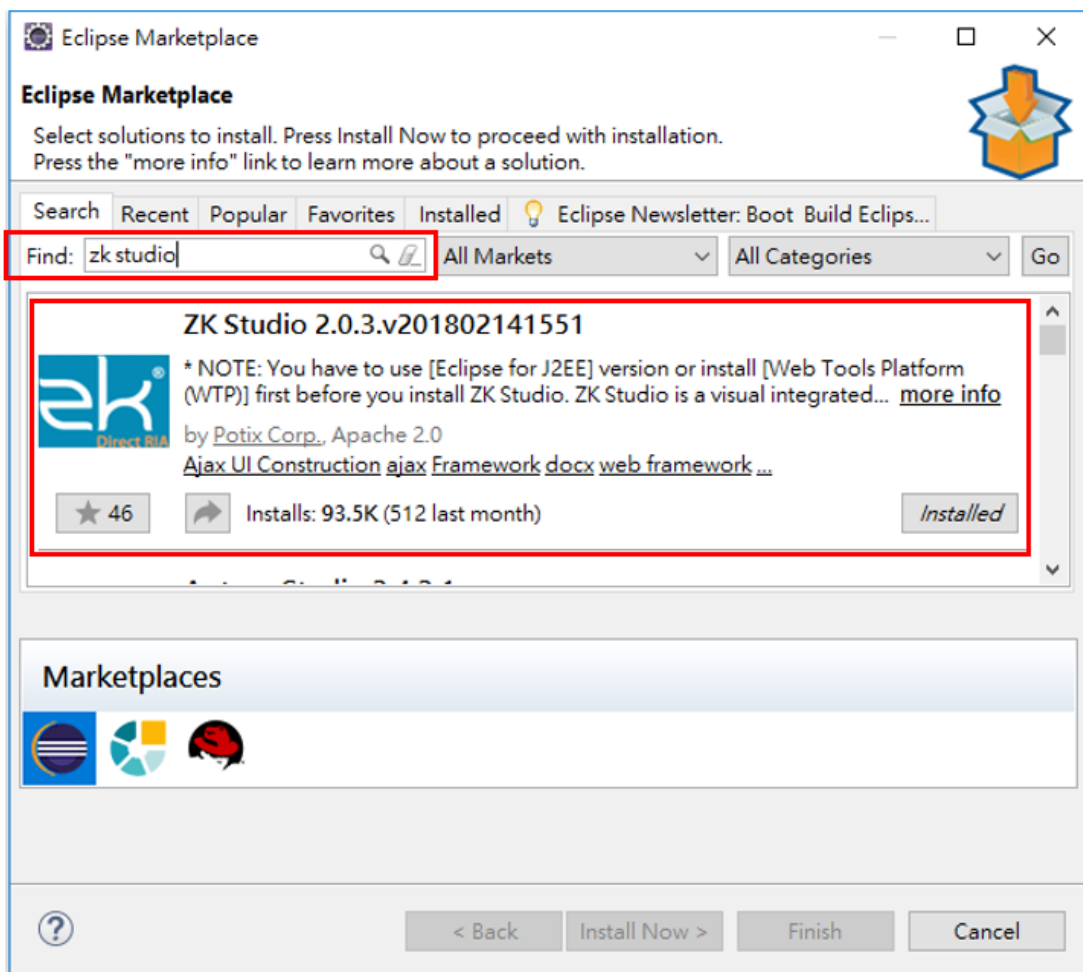 Eclipse Marketplace
Eclipse Marketplace
Select solutions to install. Press Install Now to proceed with installation.
Press the "more info" link to learn more about a solution.
Search Recent Popular Favorites Installed Eclipse Newsletter: Boot Build Eclips...
Find: zk studio All Markets All Categories Go
ZK Studio 2.0.3.v201802141551
* NOTE: You have to use [Eclipse for J2EE] version or install [Web Tools Platform
(WTP)] first before you install ZK Studio. ZK Studio is a visual integrated... more info
zk ®
Direct RIA
by Potix Corp., Apache 2.0
Ajax UI Construction ajax Framework docx web framework ...
46 Installs: 93.5K (512 last month) Installed
Marketplaces
? < Back Install Now > Finish Cancel